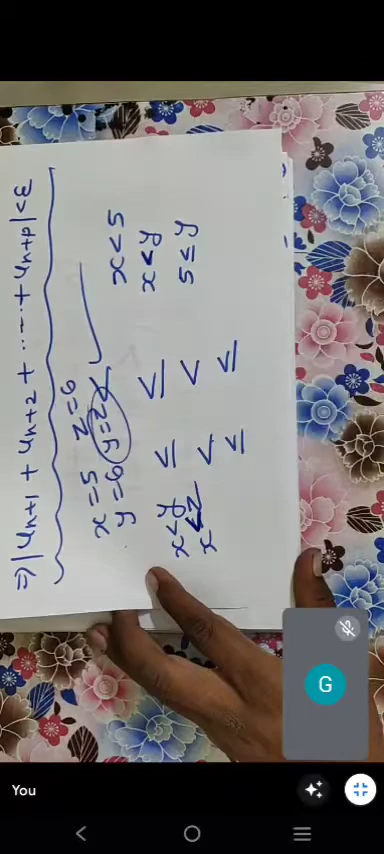 ⇒|u_{n+1} + u_{n+2} + ..... + u_{n+p}| < ε
x = 5 z = 6
y = 6
x < y ≤ ≤ x < 5
x < z < < x < y
≤ ≤ 5 ≤ y
G
You